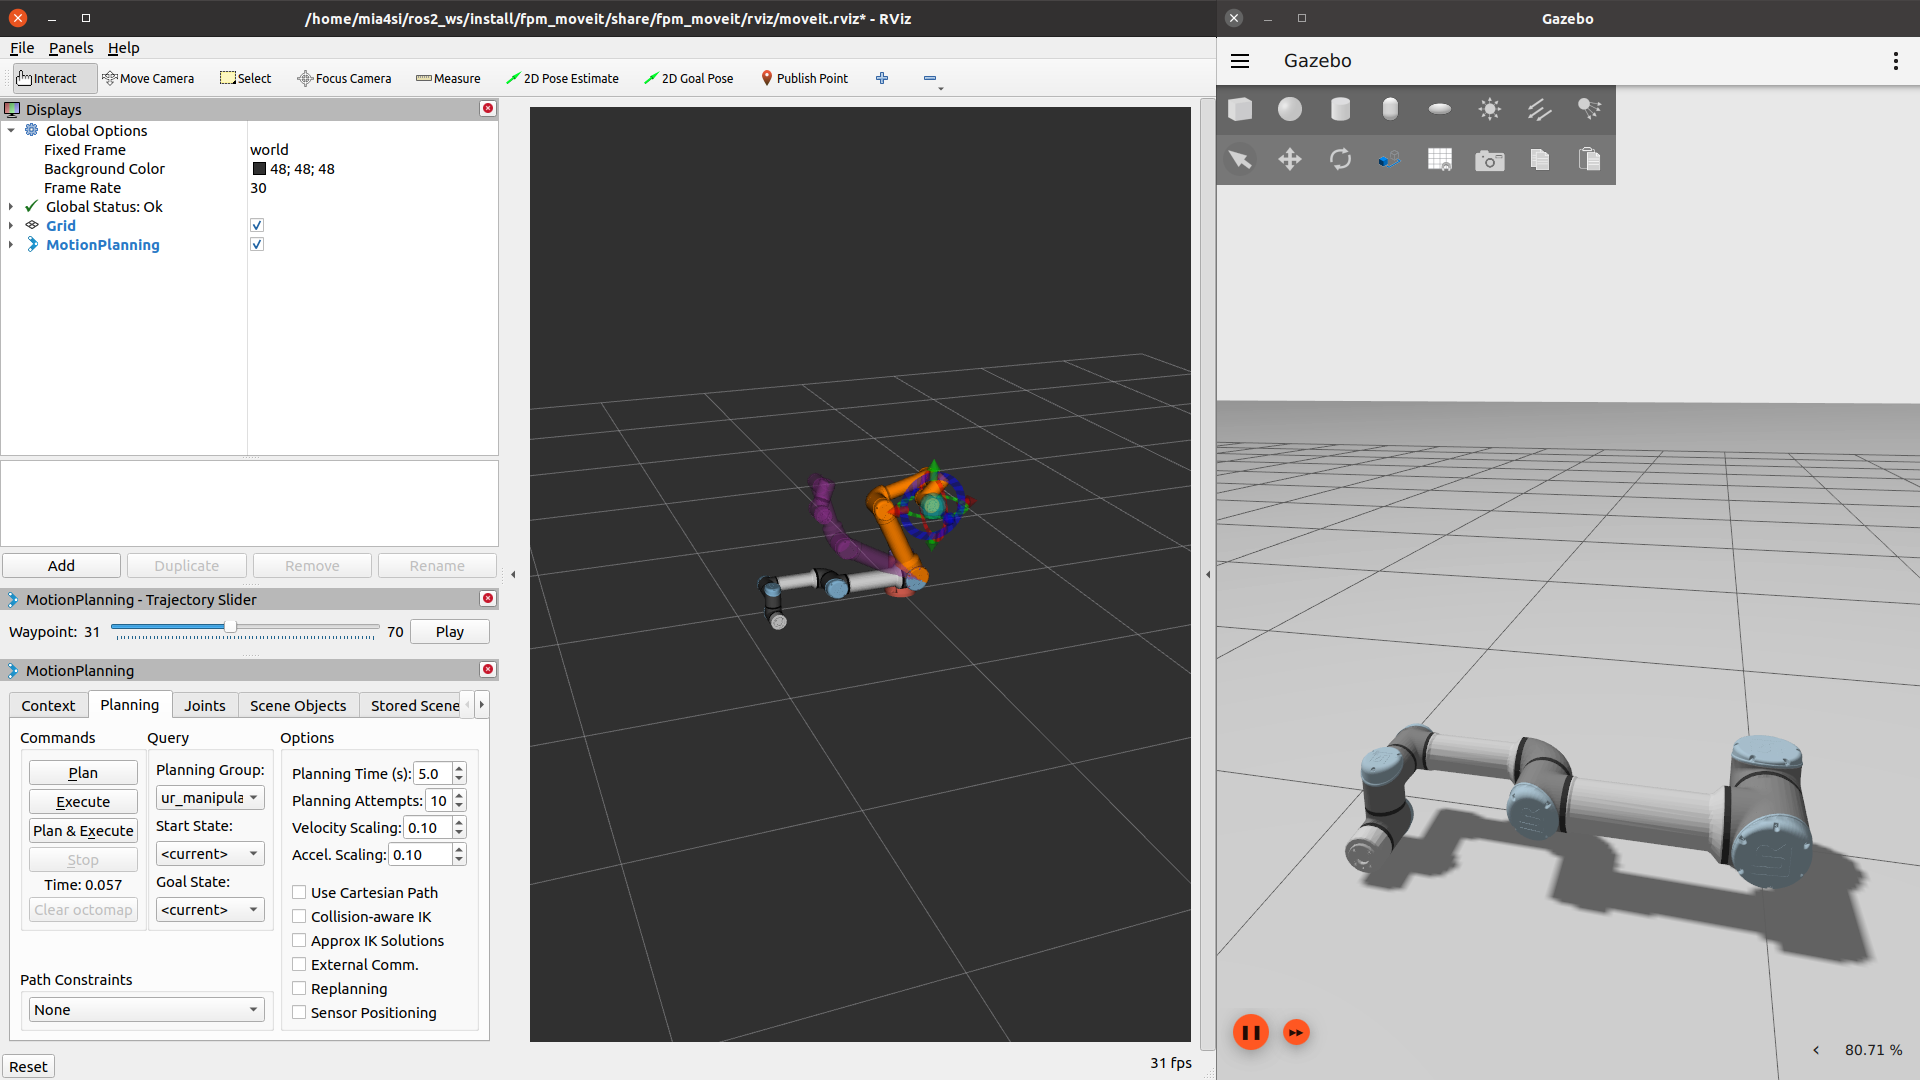 /home/mia4si/ros2_ws/install/fpm_moveit/share/fpm_moveit/rviz/moveit.rviz* - RViz
File Panels Help
Interact Move Camera Select Focus Camera Measure 2D Pose Estimate 2D Goal Pose Publish Point
Displays
Global Options
Fixed Frame world
Background Color 48; 48; 48
Frame Rate 30
Global Status: Ok
Grid
MotionPlanning
Add Duplicate Remove Rename
MotionPlanning - Trajectory Slider
Waypoint: 31 70 Play
MotionPlanning
Context Planning Joints Scene Objects Stored Scene
Commands Query Options
Plan
Execute
Plan & Execute
Stop
Time: 0.057
Clear octomap
Planning Group:
ur_manipula
Start State:
<current>
Goal State:
<current>
Planning Time (s): 5.0
Planning Attempts: 10
Velocity Scaling: 0.10
Accel. Scaling: 0.10
Use Cartesian Path
Collision-aware IK
Approx IK Solutions
External Comm.
Replanning
Sensor Positioning
Path Constraints
None
Reset
31 fps
Gazebo
Gazebo
80.71 %